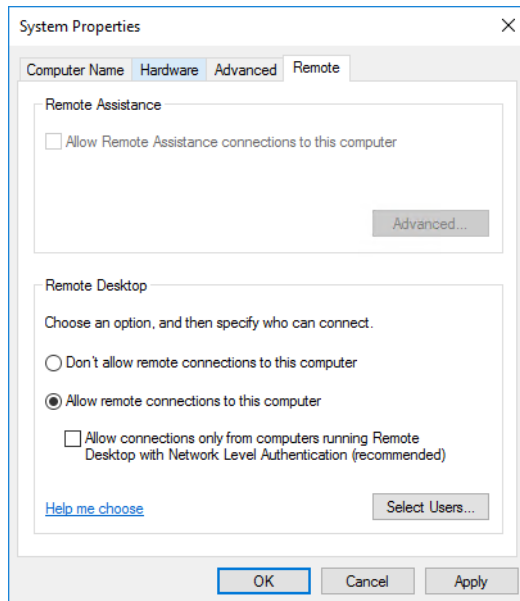 System Properties
Computer Name Hardware Advanced Remote
Remote Assistance
Allow Remote Assistance connections to this computer
Advanced...
Remote Desktop
Choose an option, and then specify who can connect.
Don't allow remote connections to this computer
Allow remote connections to this computer
Allow connections only from computers running Remote
Desktop with Network Level Authentication (recommended)
Help me choose Select Users...
OK Cancel Apply